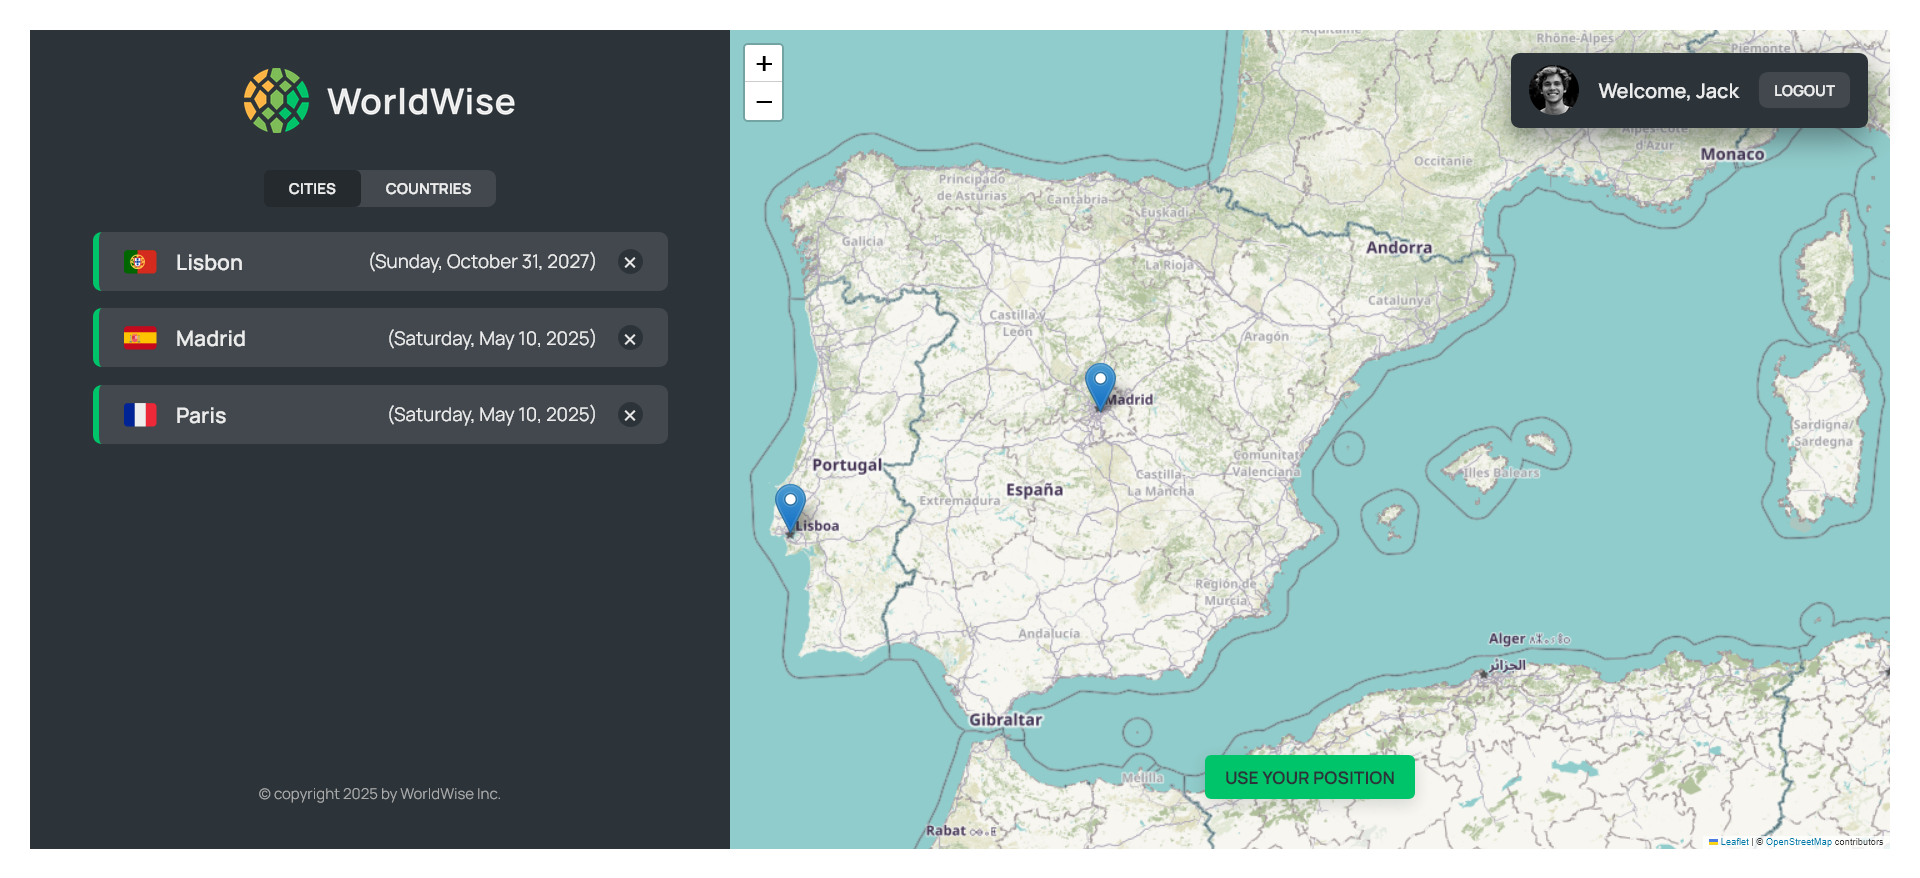 WorldWise
CITIES
COUNTRIES
Lisbon
(Sunday, October 31, 2027)
Madrid
(Saturday, May 10, 2025)
Paris
(Saturday, May 10, 2025)
© copyright 2025 by WorldWise Inc.
+
−
Welcome, Jack
LOGOUT
Rhône-Alpes
Piemonte
Monaco
Occitanie
Principado
de Asturias
Cantabria
Euskadi
Galicia
Andorra
La Rioja
Catalunya
Castilla y
León
Aragón
Madrid
Sardigna/
Sardegna
Portugal
Comunitat
Valenciana
Illes Balears
Castilla-
La Mancha
España
Extremadura
Lisboa
Región de
Murcia
Andalucía
Alger
الجزائر
Gibraltar
Melilla
USE YOUR POSITION
Rabat
Leaflet | © OpenStreetMap contributors